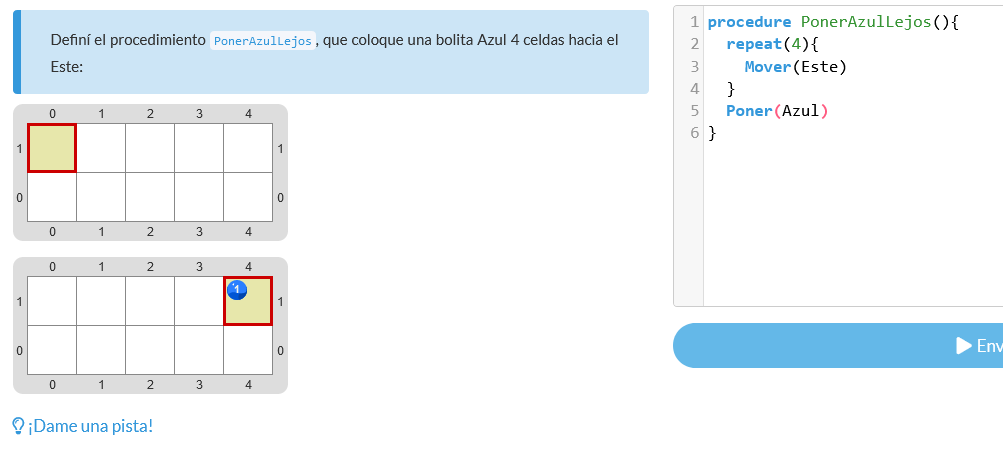 Definí el procedimiento PonerAzulLejos, que coloque una bolita Azul 4 celdas hacia el
Este:
0 1 2 3 4
1 1
0 0
0 1 2 3 4
0 1 2 3 4
1 1 1
0 0
0 1 2 3 4
¡Dame una pista!
1 procedure PonerAzulLejos(){
2   repeat(4){
3     Mover(Este)
4   }
5   Poner(Azul)
6 }
Env